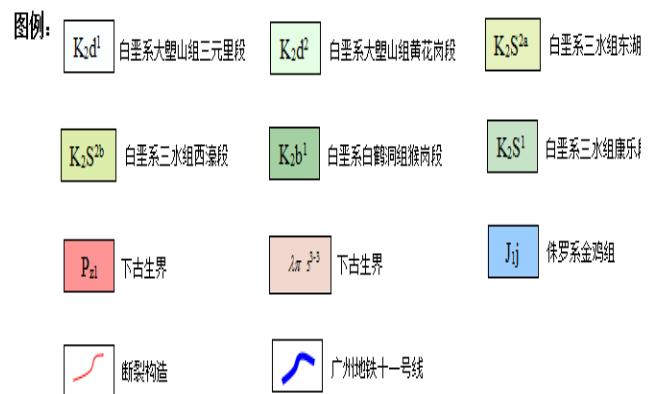 图例：
K₂d¹ 白垩系大塱山组三元里段 K₂d² 白垩系大塱山组黄花岗段 K₂S²ᵃ 白垩系三水组东湖
K₂S²ᵇ 白垩系三水组西濠段 K₂b¹ 白垩系白鹤洞组猴岗段 K₂S¹ 白垩系三水组康乐
Pz1 下古生界 λπ 5³⁻³ 下古生界 J₁j 侏罗系金鸡组
断裂构造 广州地铁十一号线